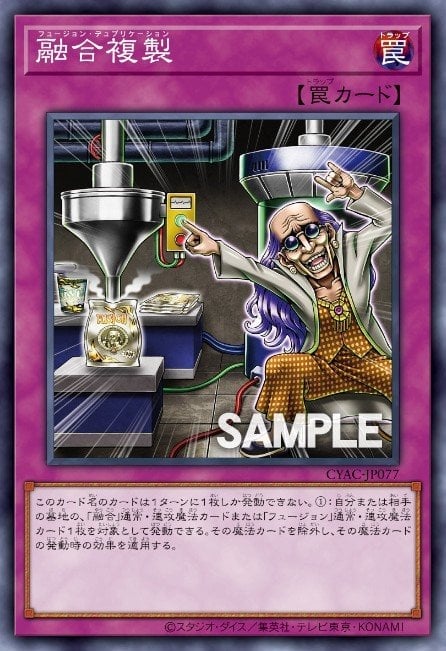 フュージョン・デュプリケーション
融合複製
トラップ
罠
トラップ
【罠カード】
SAMPLE
CYAC-JP077
このカード名のカードは1ターンに1枚しか発動できない。①:自分または相手
の墓地の、「融合」通常・速攻魔法カードまたは「フュージョン」通常・速攻魔法
カード1枚を対象として発動できる。その魔法カードを除外し、その魔法カード
の発動時の効果を適用する。
©スタジオ・ダイス/集英社・テレビ東京・KONAMI